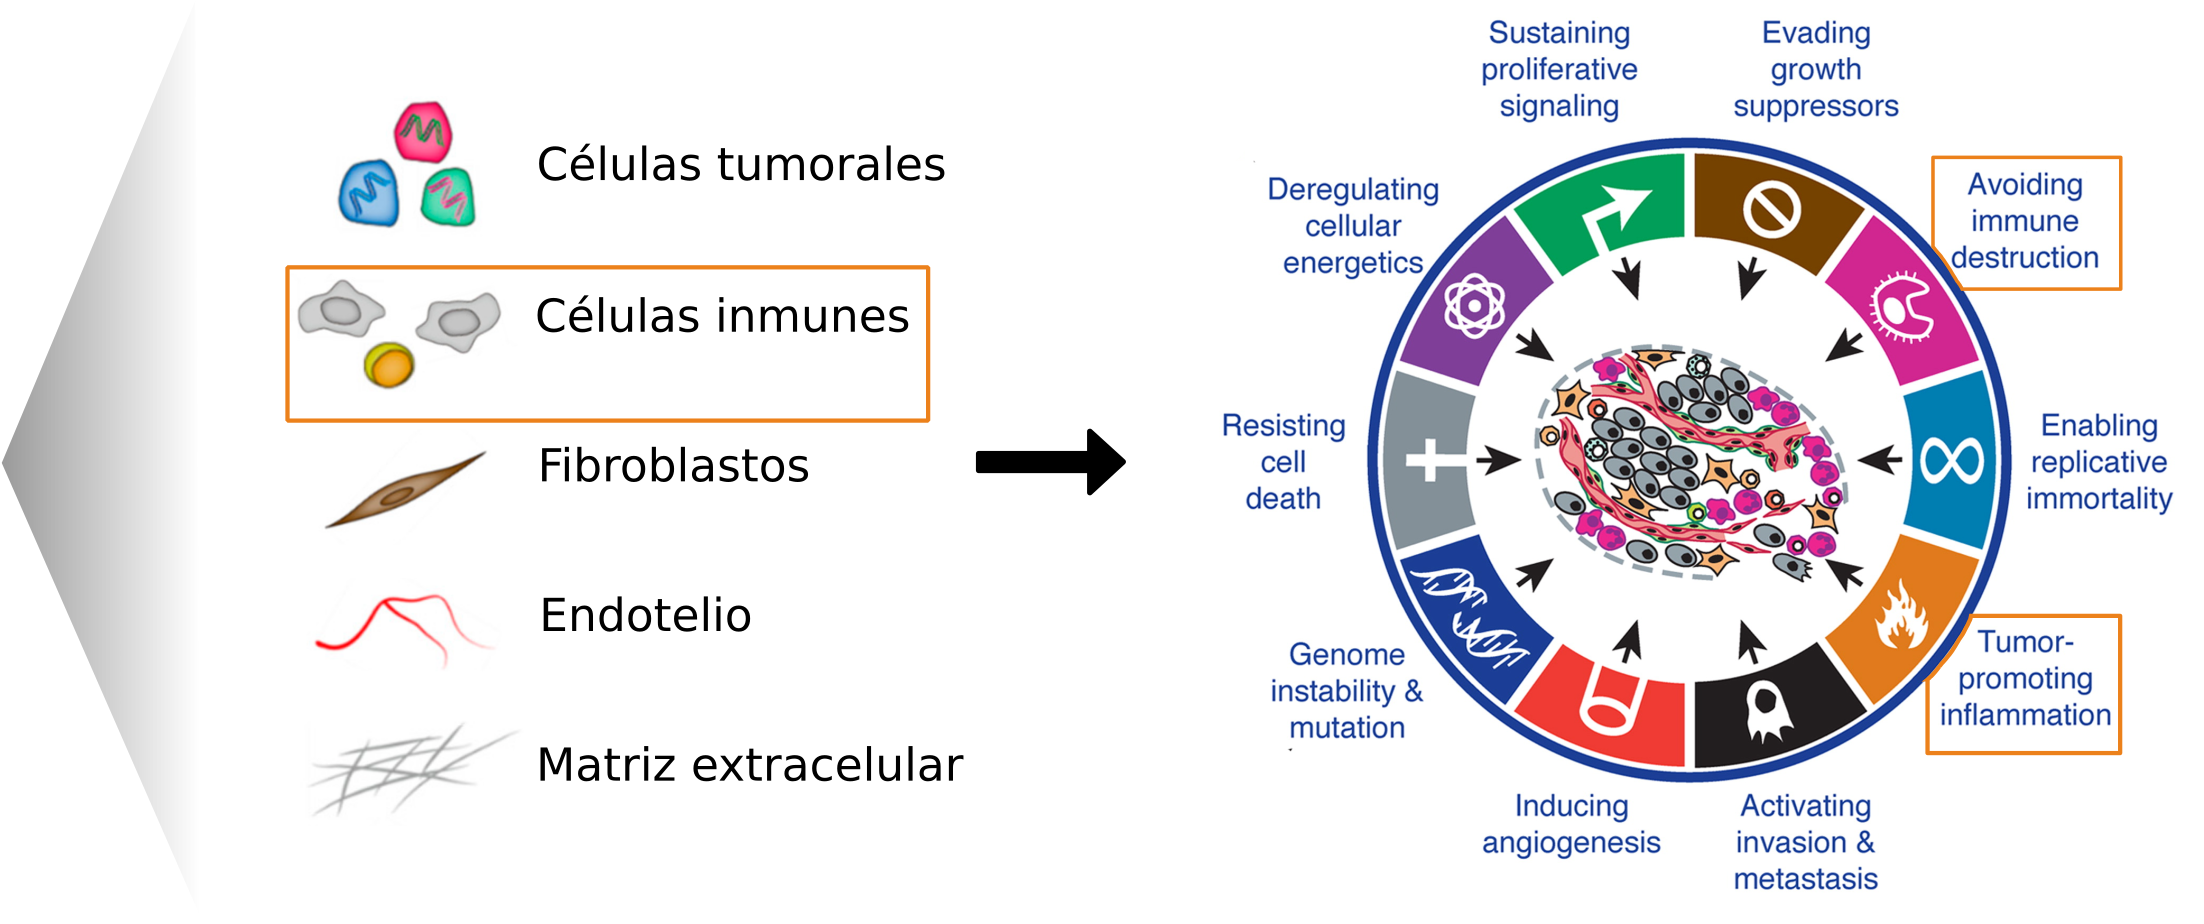 Células tumorales
Células inmunes
Fibroblastos
Endotelio
Matriz extracelular
Sustaining
proliferative
signaling
Evading
growth
suppressors
Avoiding
immune
destruction
Enabling
replicative
immortality
Tumor-
promoting
inflammation
Activating
invasion &
metastasis
Inducing
angiogenesis
Genome
instability &
mutation
Resisting
cell
death
Deregulating
cellular
energetics